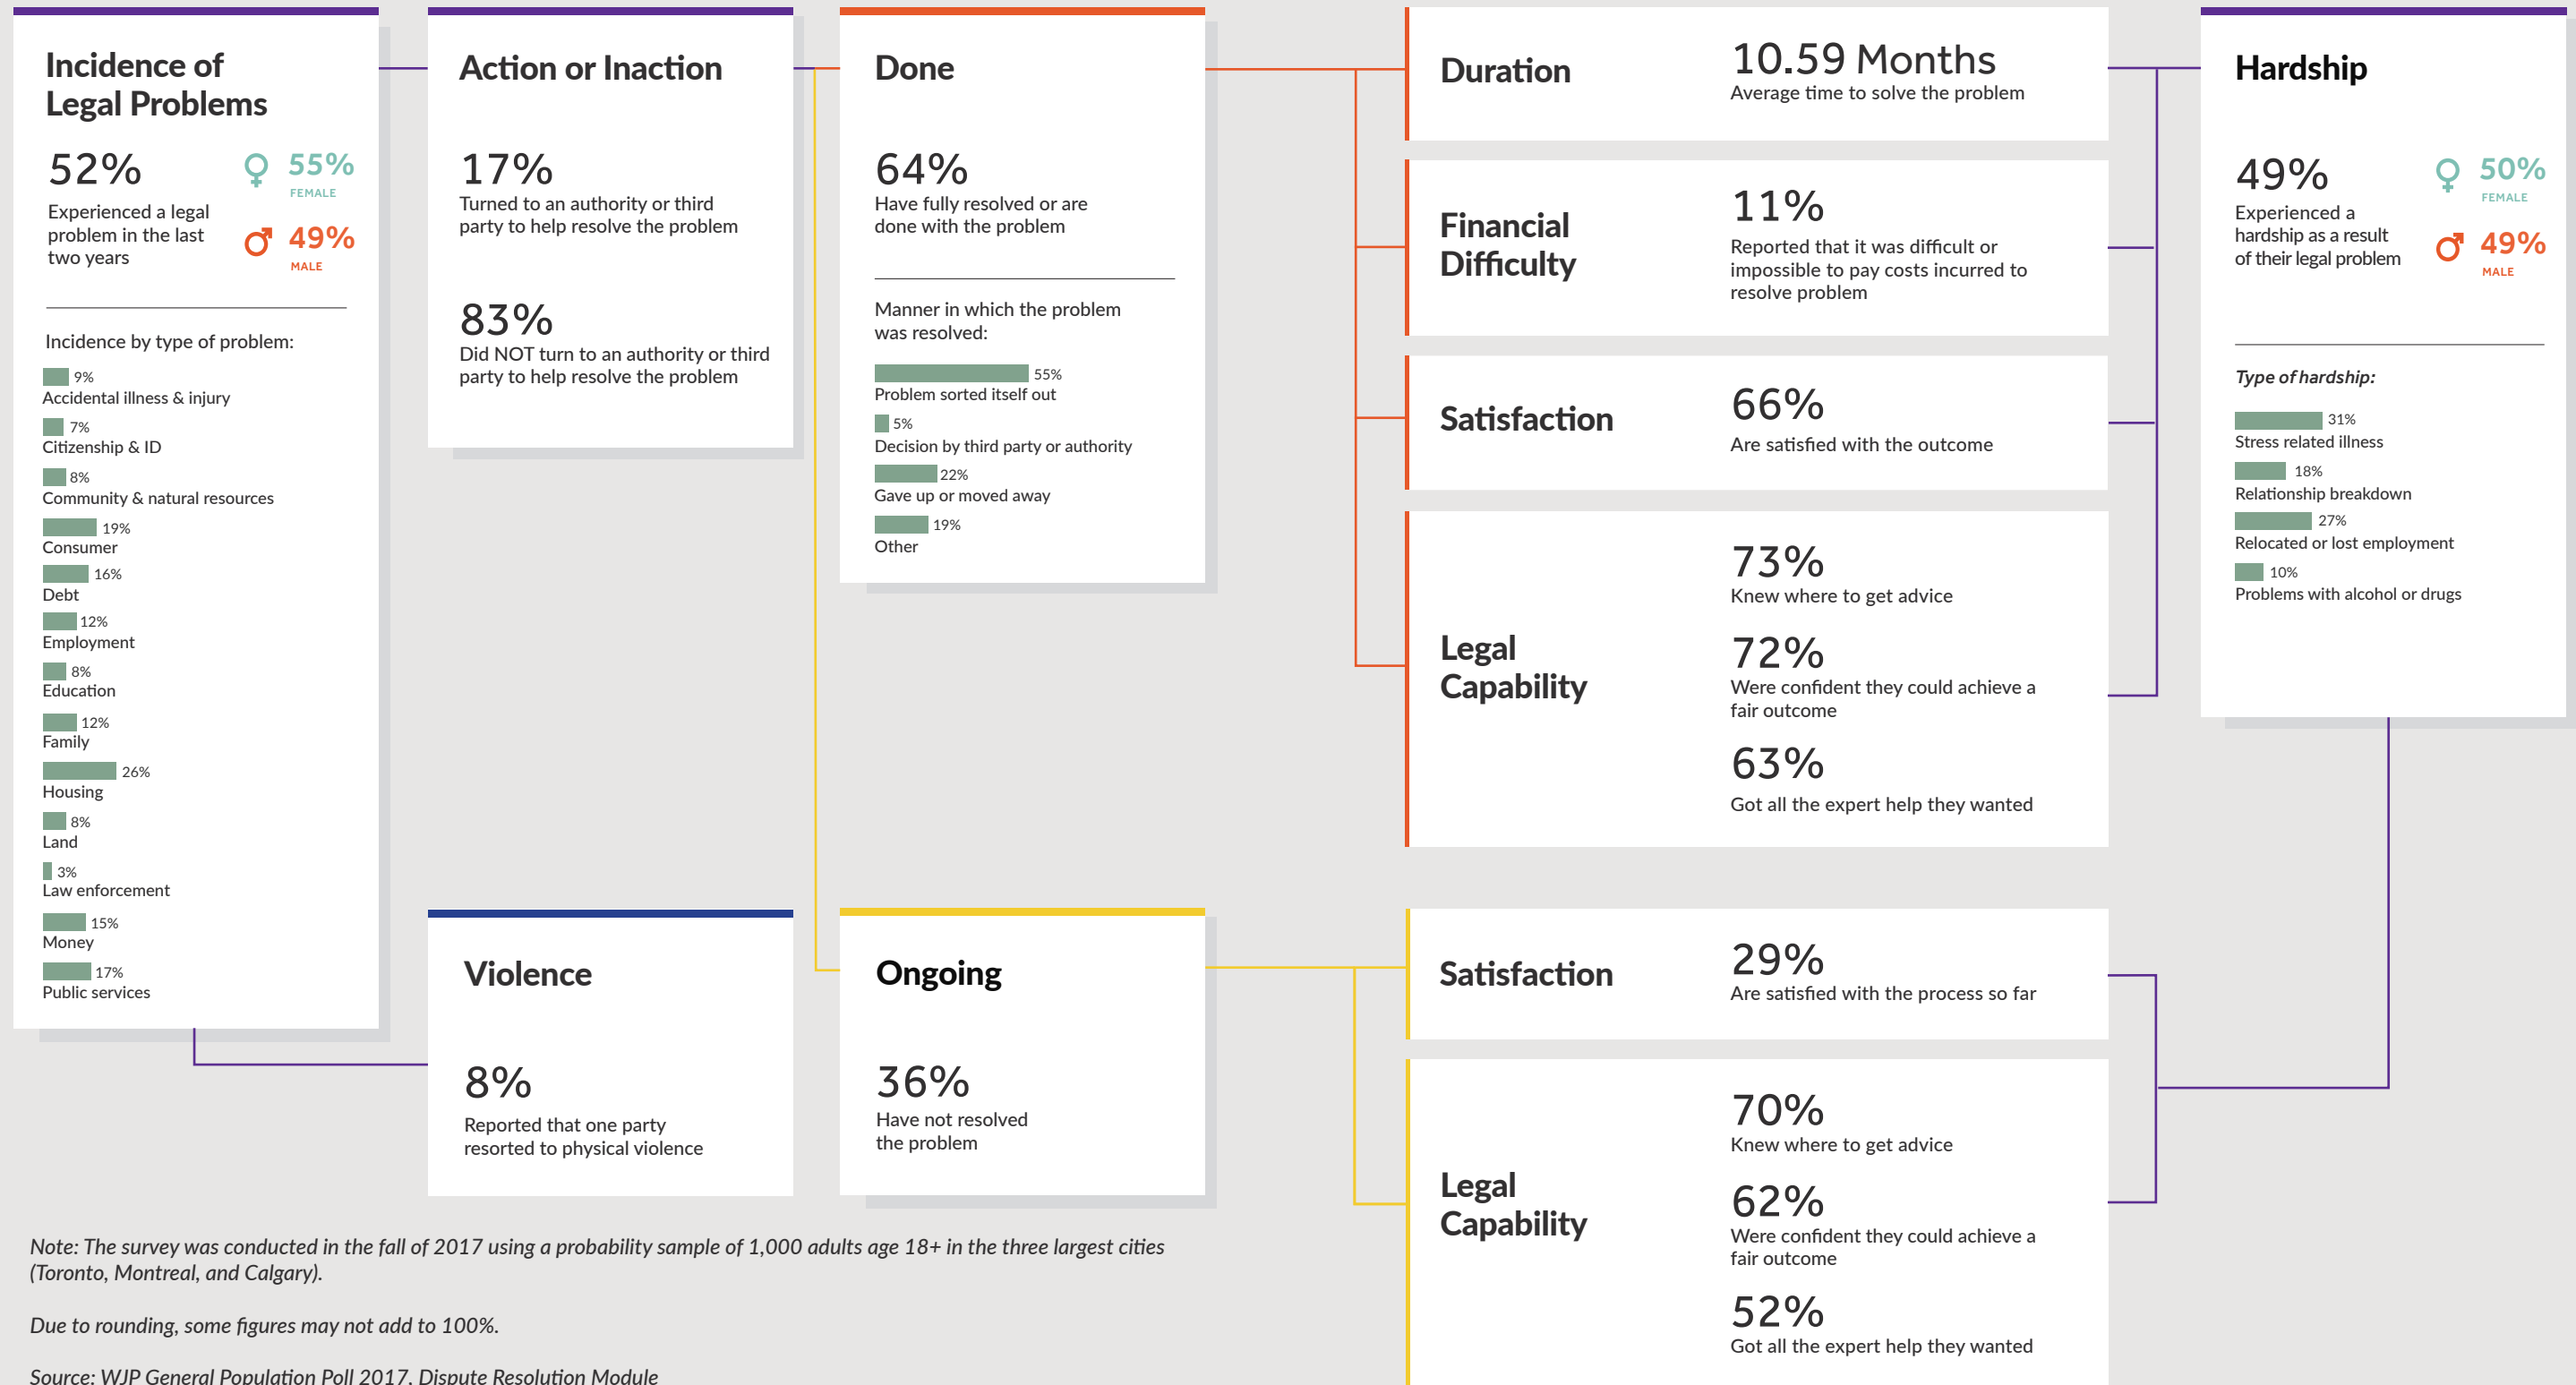 Incidence of
Legal Problems
52%
Experienced a legal
problem in the last
two years
55%
FEMALE
49%
MALE
Incidence by type of problem:
9%
Accidental illness & injury
7%
Citizenship & ID
8%
Community & natural resources
19%
Consumer
16%
Debt
12%
Employment
8%
Education
12%
Family
26%
Housing
8%
Land
3%
Law enforcement
15%
Money
17%
Public services
Action or Inaction
17%
Turned to an authority or third
party to help resolve the problem
83%
Did NOT turn to an authority or third
party to help resolve the problem
Violence
8%
Reported that one party
resorted to physical violence
Done
64%
Have fully resolved or are
done with the problem
Manner in which the problem
was resolved:
55%
Problem sorted itself out
5%
Decision by third party or authority
22%
Gave up or moved away
19%
Other
Ongoing
36%
Have not resolved
the problem
Duration
10.59 Months
Average time to solve the problem
Financial
Difficulty
11%
Reported that it was difficult or
impossible to pay costs incurred to
resolve problem
Satisfaction
66%
Are satisfied with the outcome
Legal
Capability
73%
Knew where to get advice
72%
Were confident they could achieve a
fair outcome
63%
Got all the expert help they wanted
Satisfaction
29%
Are satisfied with the process so far
Legal
Capability
70%
Knew where to get advice
62%
Were confident they could achieve a
fair outcome
52%
Got all the expert help they wanted
Hardship
49%
Experienced a
hardship as a result
of their legal problem
50%
FEMALE
49%
MALE
Type of hardship:
31%
Stress related illness
18%
Relationship breakdown
27%
Relocated or lost employment
10%
Problems with alcohol or drugs
Note: The survey was conducted in the fall of 2017 using a probability sample of 1,000 adults age 18+ in the three largest cities
(Toronto, Montreal, and Calgary).
Due to rounding, some figures may not add to 100%.
Source: WJP General Population Poll 2017, Dispute Resolution Module